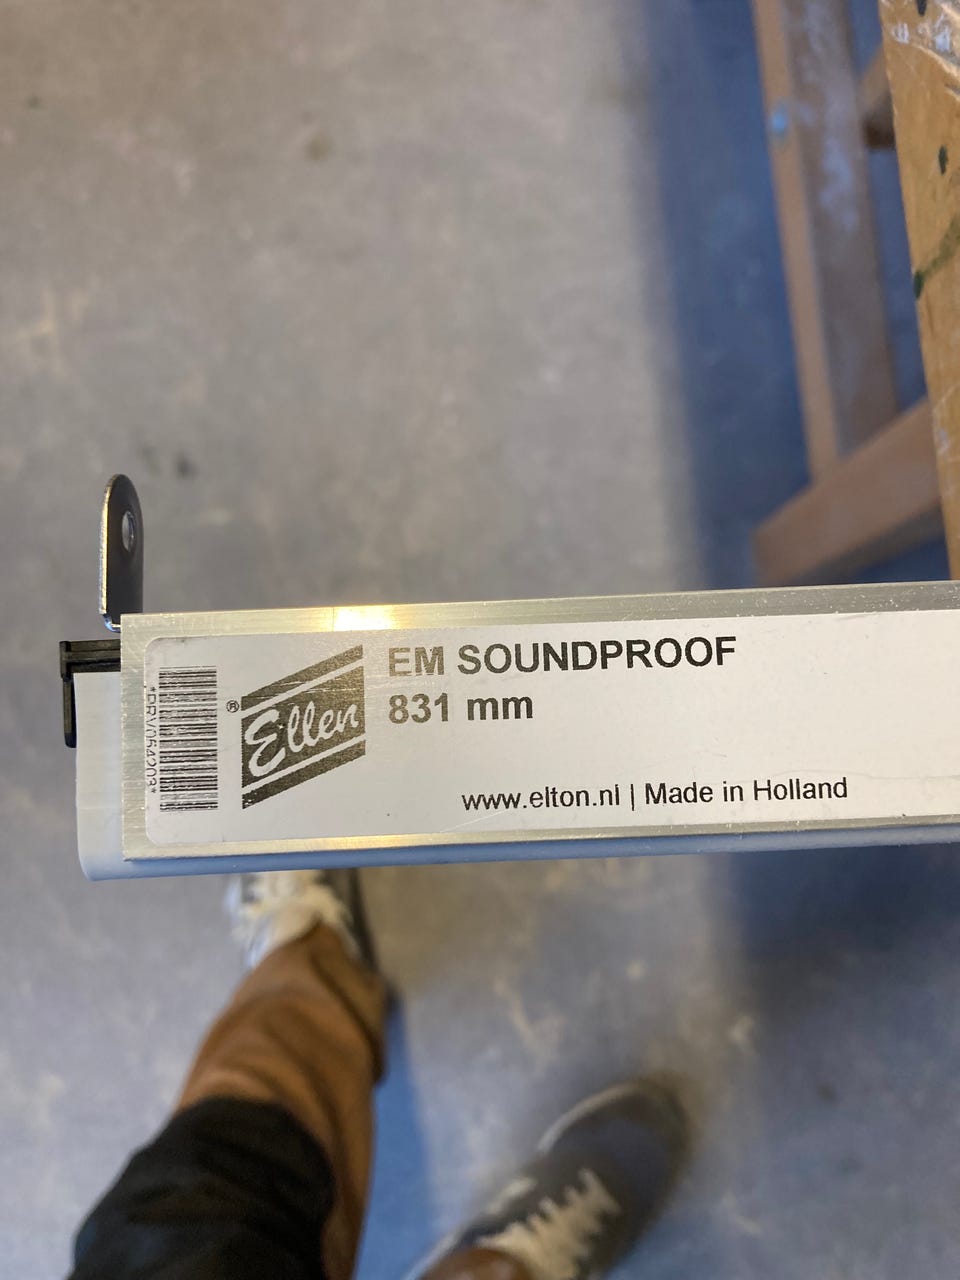 EM SOUNDPROOF
831 mm
Ellen
®
www.elton.nl | Made in Holland